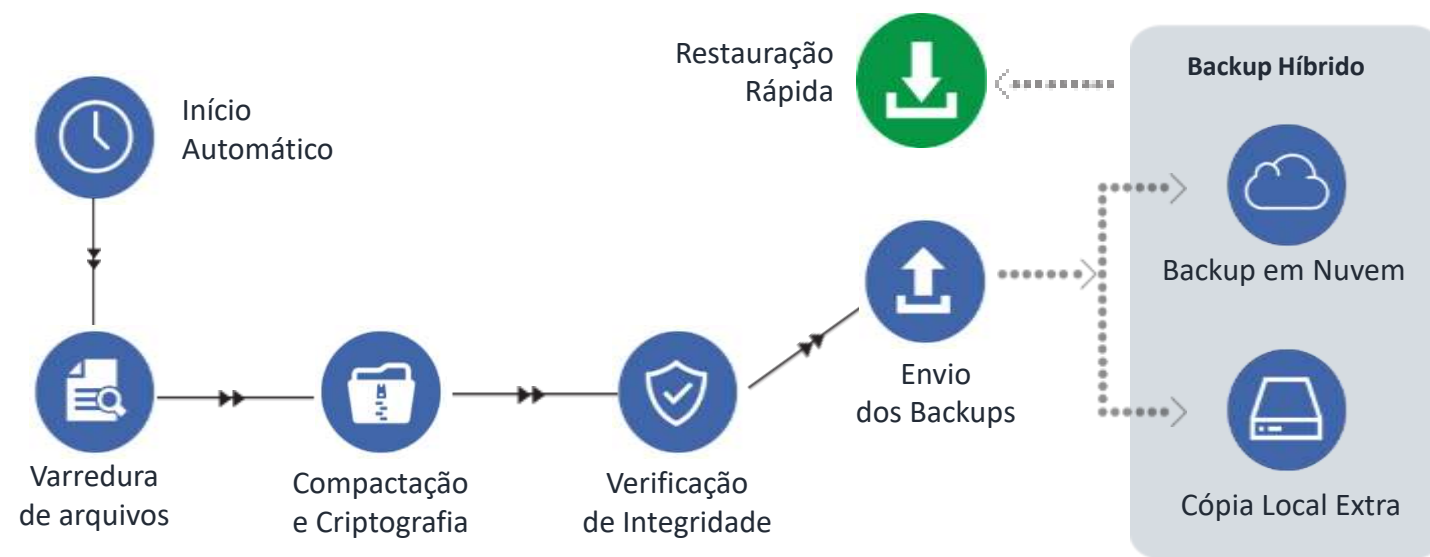 Início
Automático
Varredura
de arquivos
Compactação
e Criptografia
Verificação
de Integridade
Envio
dos Backups
Restauração
Rápida
Backup Híbrido
Backup em Nuvem
Cópia Local Extra